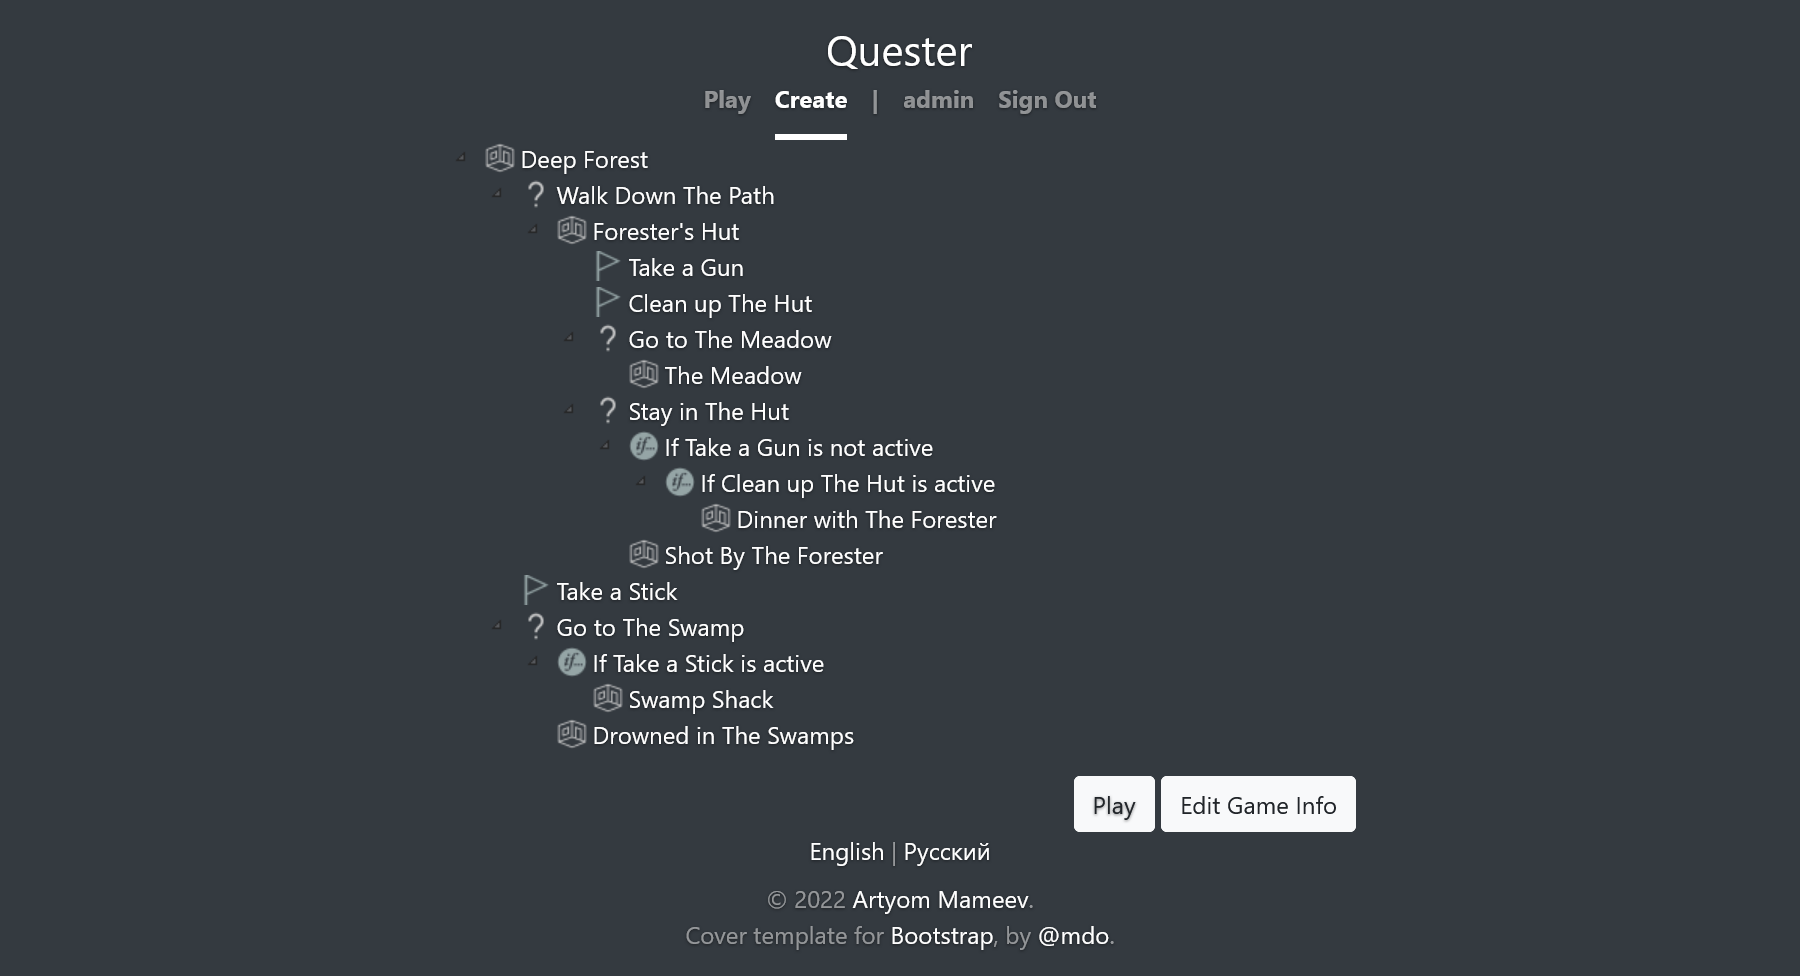 Quester
Play Create | admin Sign Out
Deep Forest
? Walk Down The Path
Forester's Hut
Take a Gun
Clean up The Hut
? Go to The Meadow
The Meadow
? Stay in The Hut
if... If Take a Gun is not active
if... If Clean up The Hut is active
Dinner with The Forester
Shot By The Forester
Take a Stick
? Go to The Swamp
if... If Take a Stick is active
Swamp Shack
Drowned in The Swamps
Play Edit Game Info
English | Русский
© 2022 Artyom Mameev.
Cover template for Bootstrap, by @mdo.